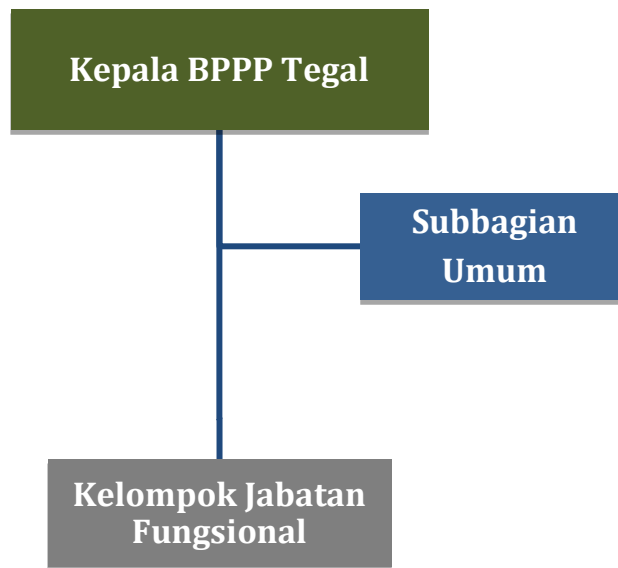 Kepala BPPP Tegal
Subbagian
Umum
Kelompok Jabatan
Fungsional